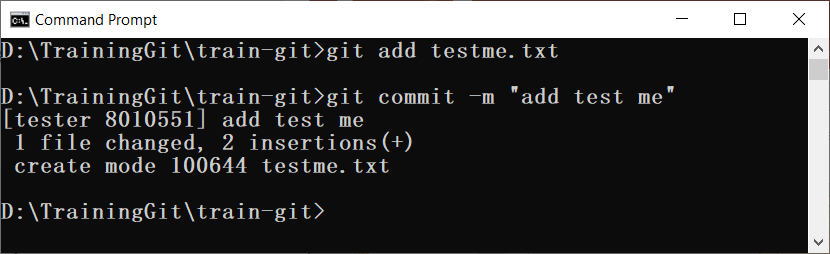 Command Prompt
D:\TrainingGit\train-git>git add testme.txt
D:\TrainingGit\train-git>git commit -m "add test me"
[tester 8010551] add test me
 1 file changed, 2 insertions(+)
 create mode 100644 testme.txt
D:\TrainingGit\train-git>